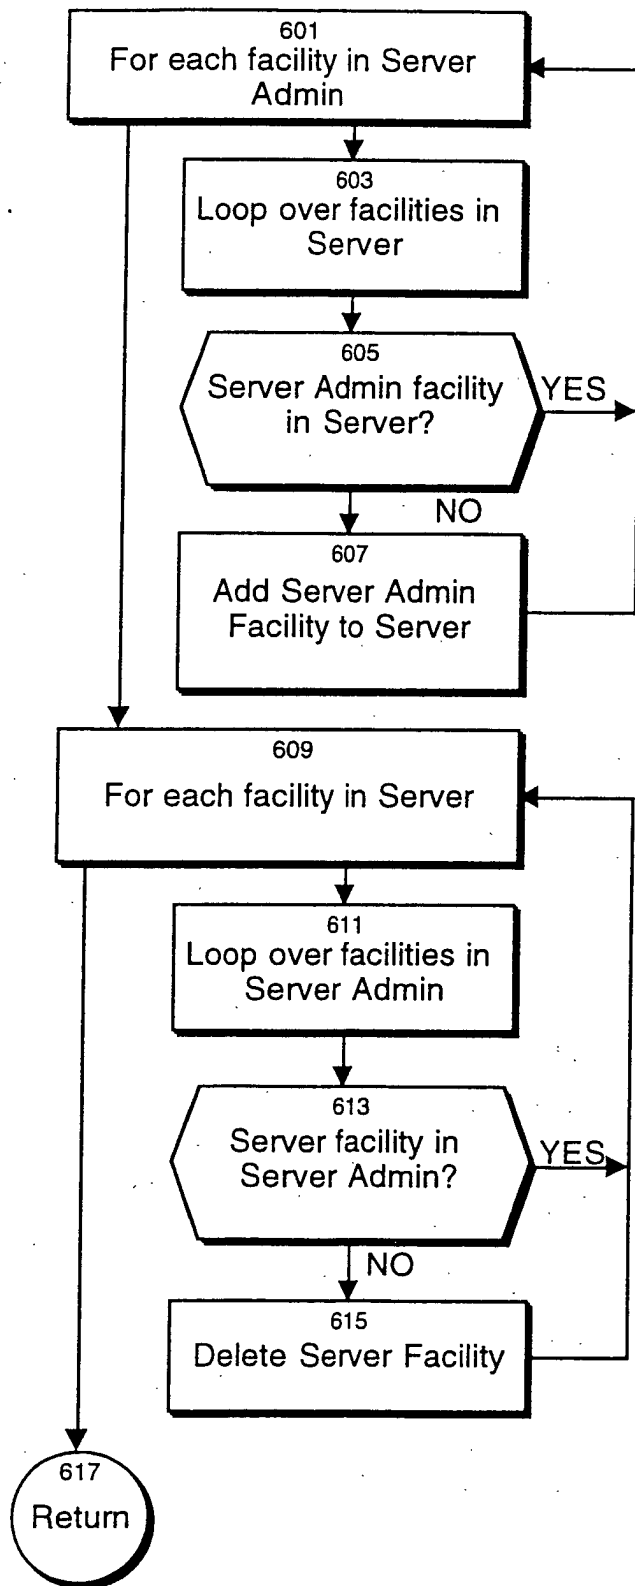 601
For each facility in Server
Admin
603
Loop over facilities in
Server
605
Server Admin facility
in Server?
YES
NO
607
Add Server Admin
Facility to Server
609
For each facility in Server
611
Loop over facilities in
Server Admin
613
Server facility in
Server Admin?
YES
NO
615
Delete Server Facility
617
Return